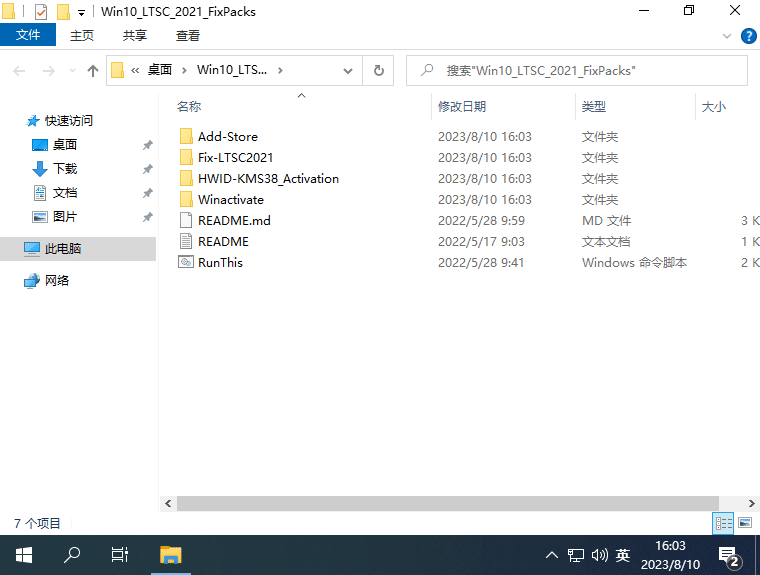 Win10_LTSC_2021_FixPacks
文件 主页 共享 查看
« 桌面 Win10_LTS... 搜索"Win10_LTSC_2021_FixPacks"
名称 修改日期 类型 大小
快速访问
桌面
下载
文档
图片
此电脑
网络
Add-Store 2023/8/10 16:03 文件夹
Fix-LTSC2021 2023/8/10 16:03 文件夹
HWID-KMS38_Activation 2023/8/10 16:03 文件夹
Winactivate 2023/8/10 16:03 文件夹
README.md 2022/5/28 9:59 MD 文件 3 K
README 2022/5/17 9:03 文本文档 1 K
RunThis 2022/5/28 9:41 Windows 命令脚本 2 K
7 个项目
英 16:03
2023/8/10 2